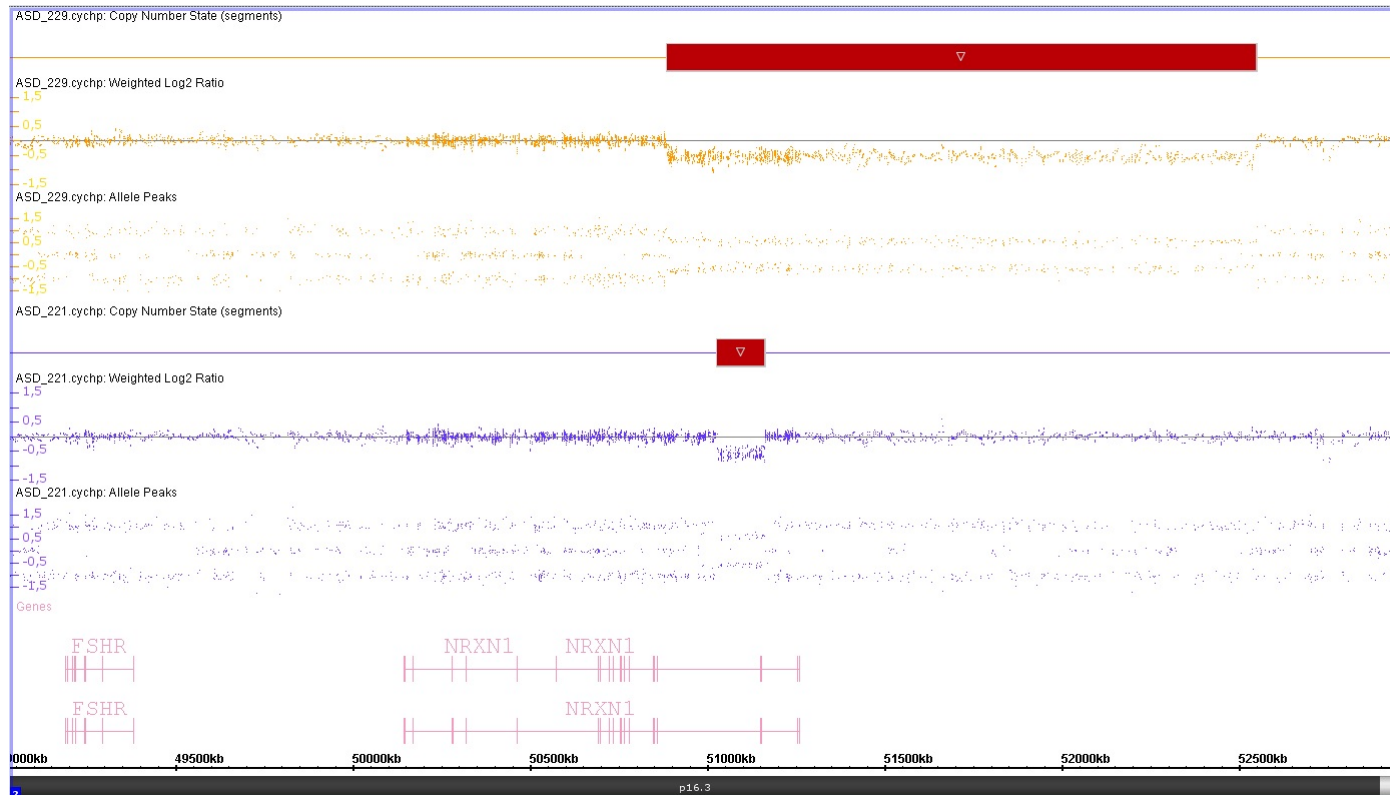 ASD_229.cychp: Copy Number State (segments)
ASD_229.cychp: Weighted Log2 Ratio
1,5
0,5
-0,5
-1,5
ASD_229.cychp: Allele Peaks
1,5
0,5
-0,5
-1,5
ASD_221.cychp: Copy Number State (segments)
ASD_221.cychp: Weighted Log2 Ratio
1,5
0,5
-0,5
-1,5
ASD_221.cychp: Allele Peaks
1,5
0,5
-0,5
-1,5
Genes
FSHR NRXN1 NRXN1
FSHR NRXN1
000kb 49500kb 50000kb 50500kb 51000kb 51500kb 52000kb 52500kb
p16.3
2